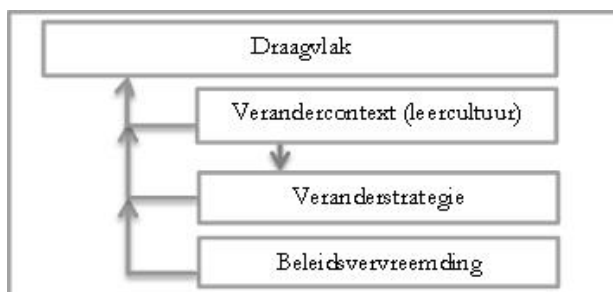 Draagvlak
Verandercontext (leercultuur)
Veranderstrategie
Beleidsvervreemding